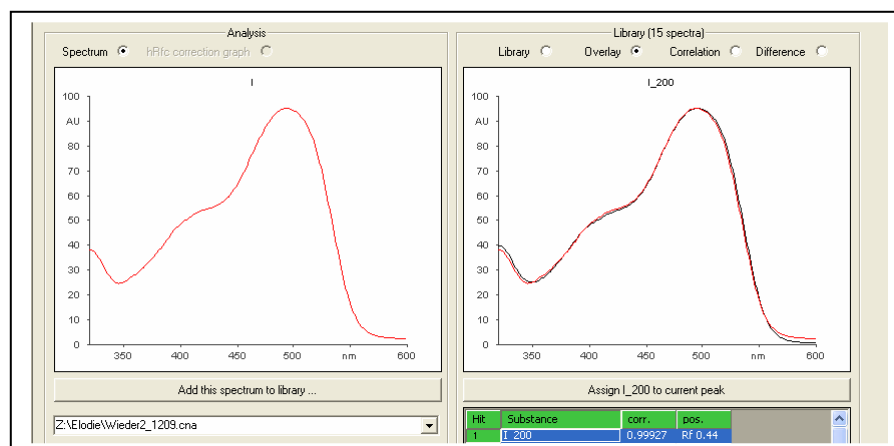 Analysis
Spectrum hRfc correction graph
I
100
AU
80
70
60
50
40
30
20
10
0
350 400 450 500 nm 600
Add this spectrum to library ...
Z:\Elodie\Wieder2_1209.cna
Library (15 spectra)
Library Overlay Correlation Difference
I_200
100
AU
80
70
60
50
40
30
20
10
0
350 400 450 500 nm 600
Assign I_200 to current peak
Hit Substance corr. pos.
1 I_200 0.99927 Rf 0.44